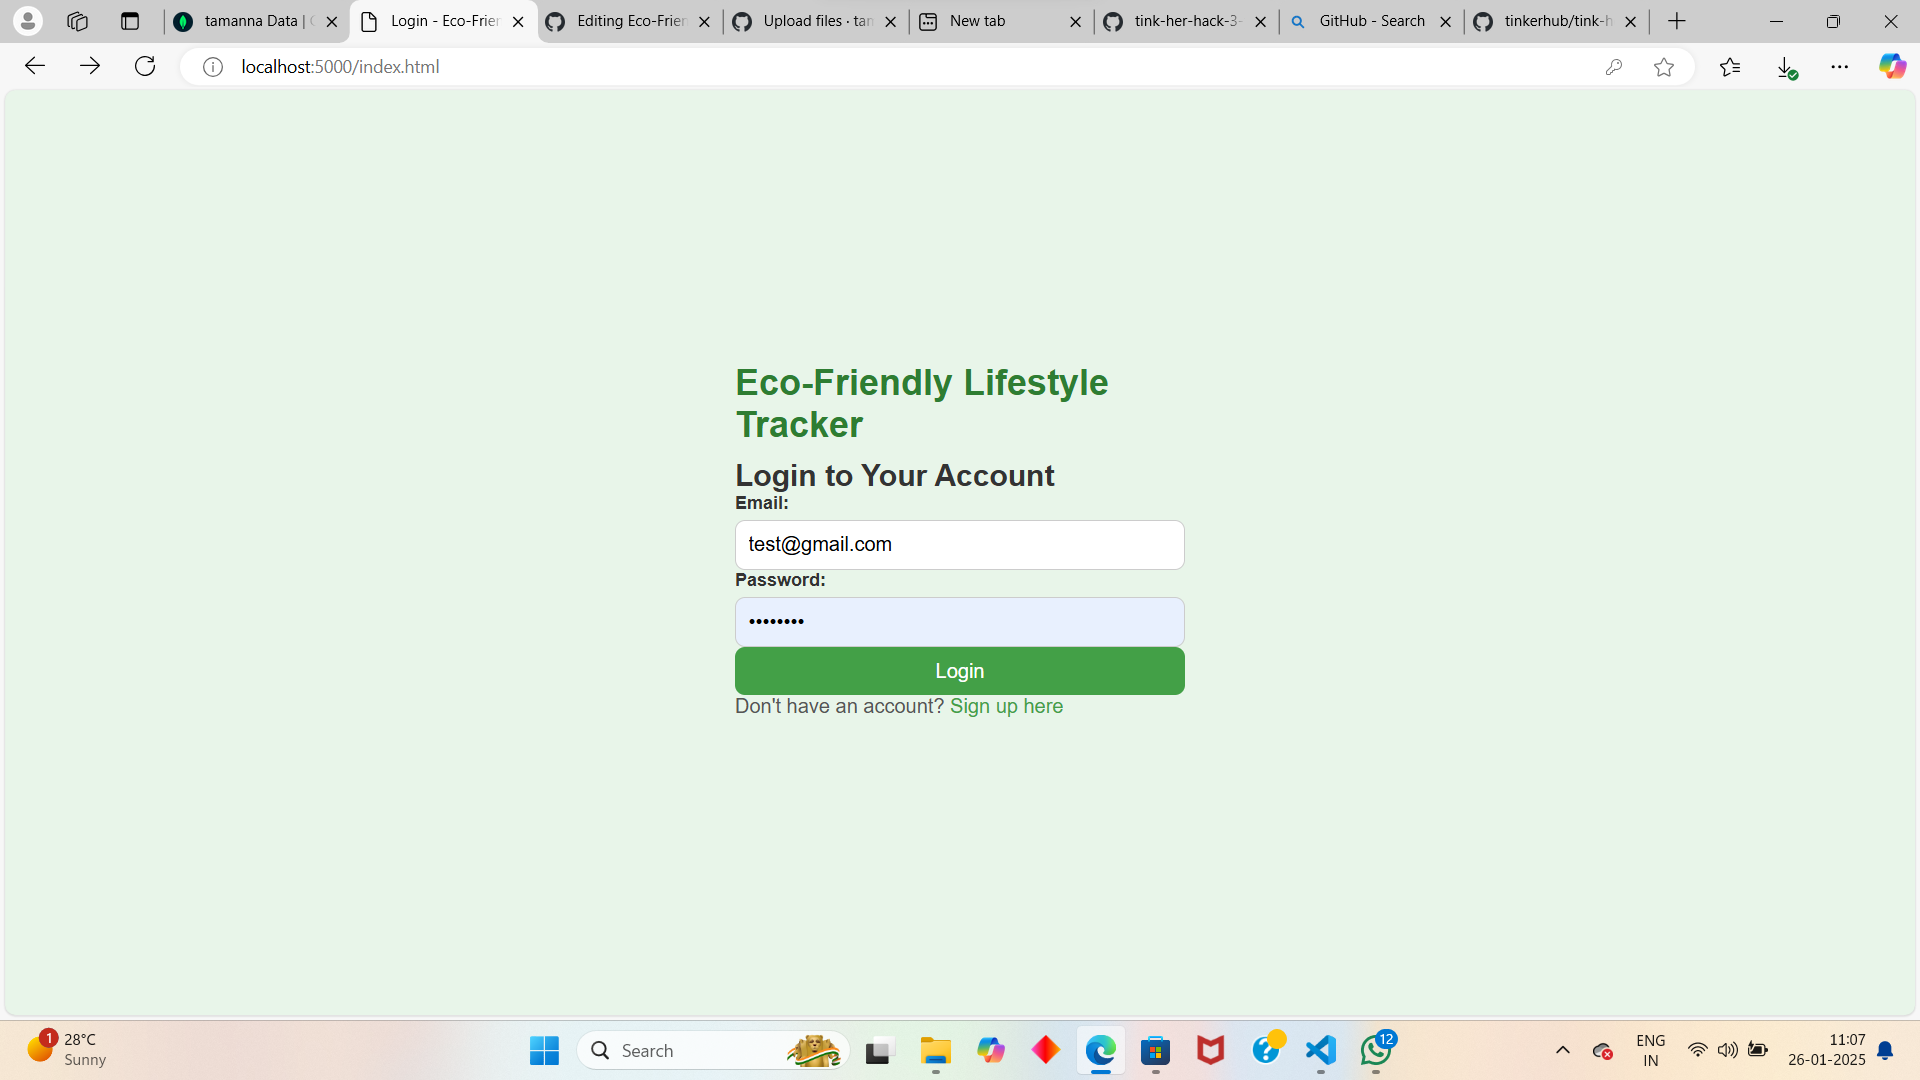 tamanna Data |
Login - Eco-Frien
Editing Eco-Frien
Upload files · tan
New tab
tink-her-hack-3-
GitHub - Search
tinkerhub/tink-h
localhost:5000/index.html
Eco-Friendly Lifestyle
Tracker
Login to Your Account
Email:
test@gmail.com
Password:
••••••••
Login
Don't have an account? Sign up here
1
28°C
Sunny
Search
12
ENG
IN
11:07
26-01-2025